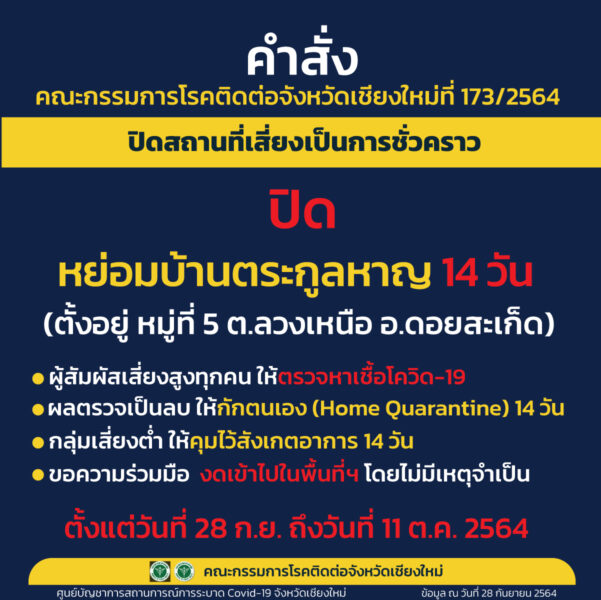 คำสั่ง
คณะกรรมการโรคติดต่อจังหวัดเชียงใหม่ที่ 173/2564
ปิดสถานที่เสี่ยงเป็นการชั่วคราว
ปิด
หย่อมบ้านตระกูลหาญ 14 วัน
(ตั้งอยู่ หมู่ที่ 5 ต.ลวงเหนือ อ.ดอยสะเก็ด)
● ผู้สัมผัสเสี่ยงสูงทุกคน ให้ตรวจหาเชื้อโควิด-19
● ผลตรวจเป็นลบ ให้กักตนเอง (Home Quarantine) 14 วัน
● กลุ่มเสี่ยงต่ำ ให้คุมไว้สังเกตอาการ 14 วัน
● ขอความร่วมมือ งดเข้าไปในพื้นที่ฯ โดยไม่มีเหตุจำเป็น
ตั้งแต่วันที่ 28 ก.ย. ถึงวันที่ 11 ต.ค. 2564
คณะกรรมการโรคติดต่อจังหวัดเชียงใหม่
ศูนย์บัญชาการสถานการณ์การระบาด Covid-19 จังหวัดเชียงใหม่ ข้อมูล ณ วันที่ 28 กันยายน 2564